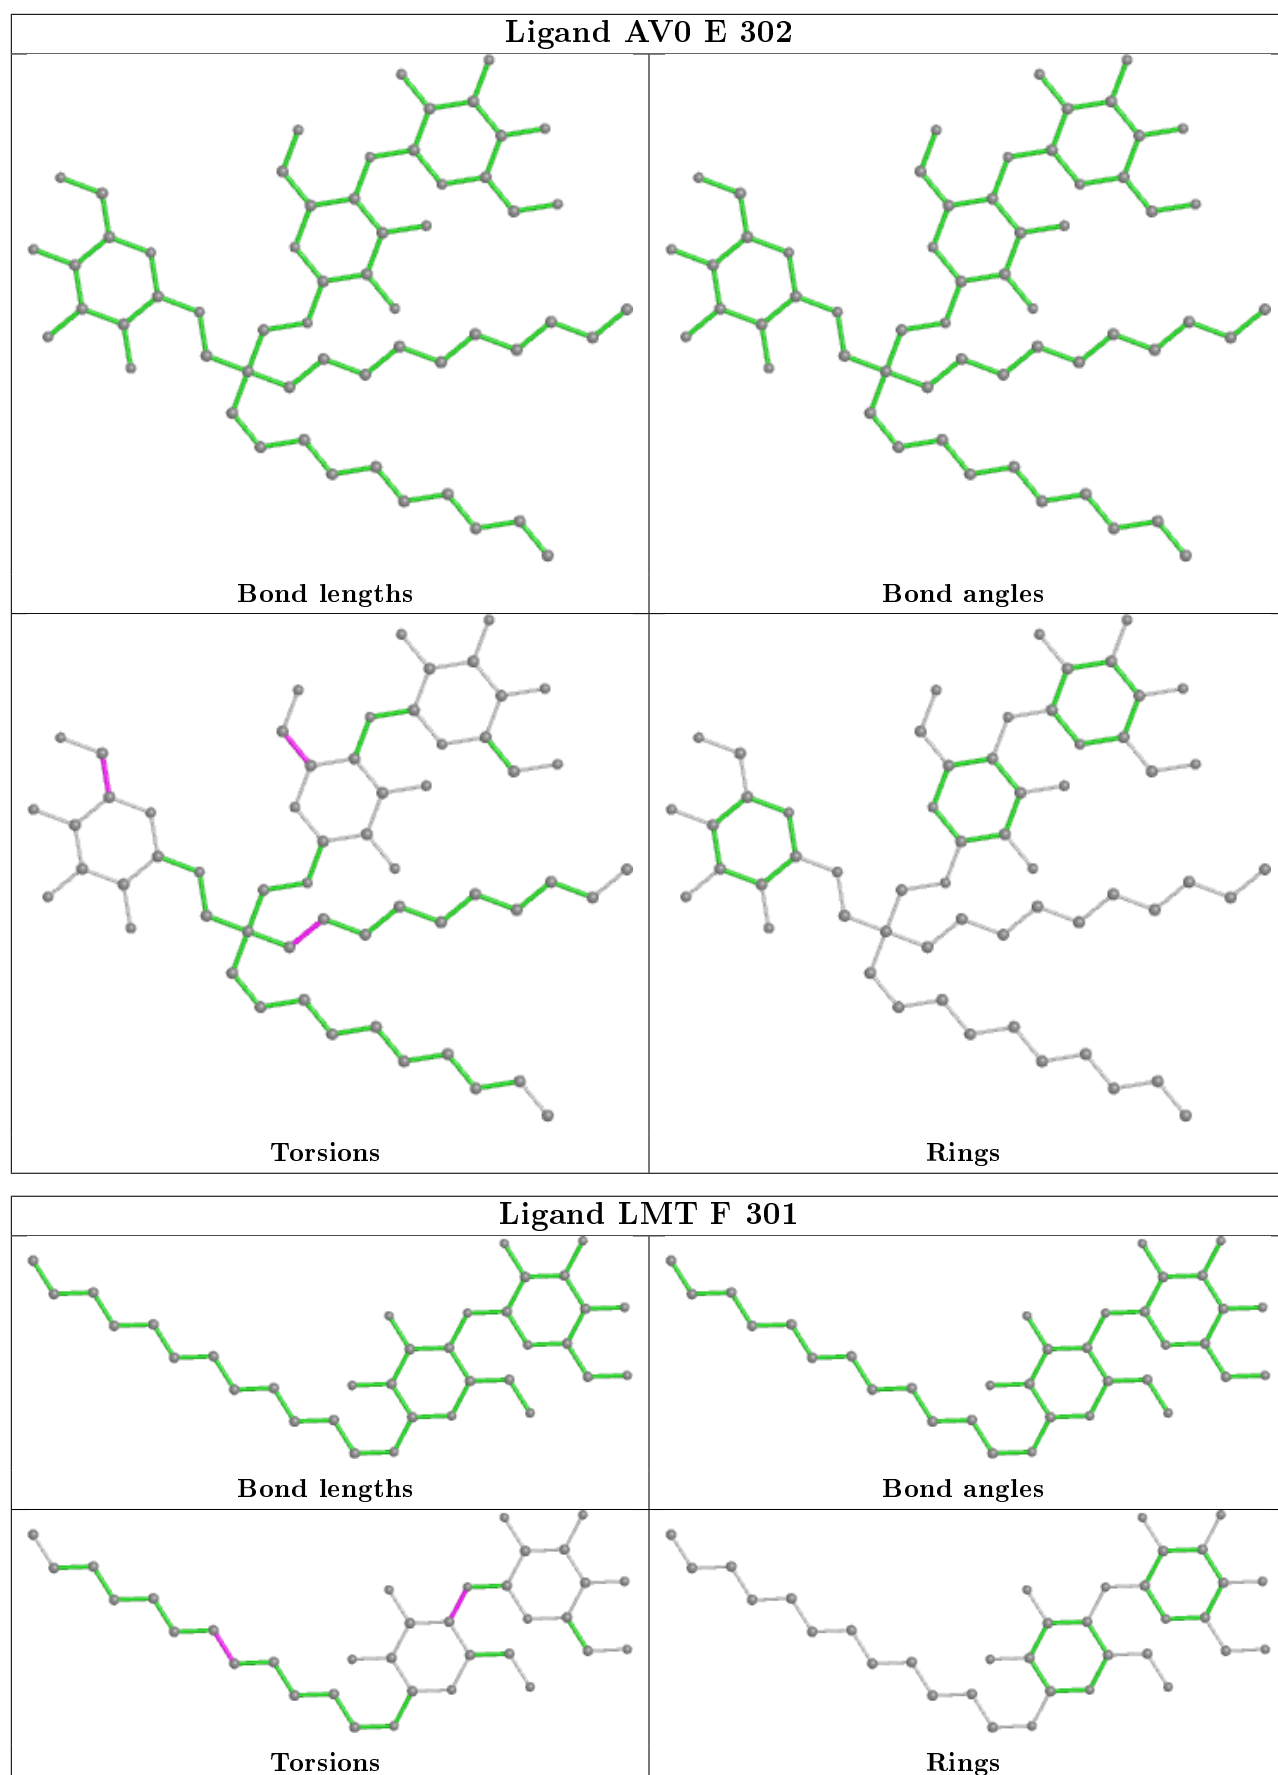 Ligand AV0 E 302
Bond lengths
Bond angles
Torsions
Rings
Ligand LMT F 301
Bond lengths
Bond angles
Torsions
Rings